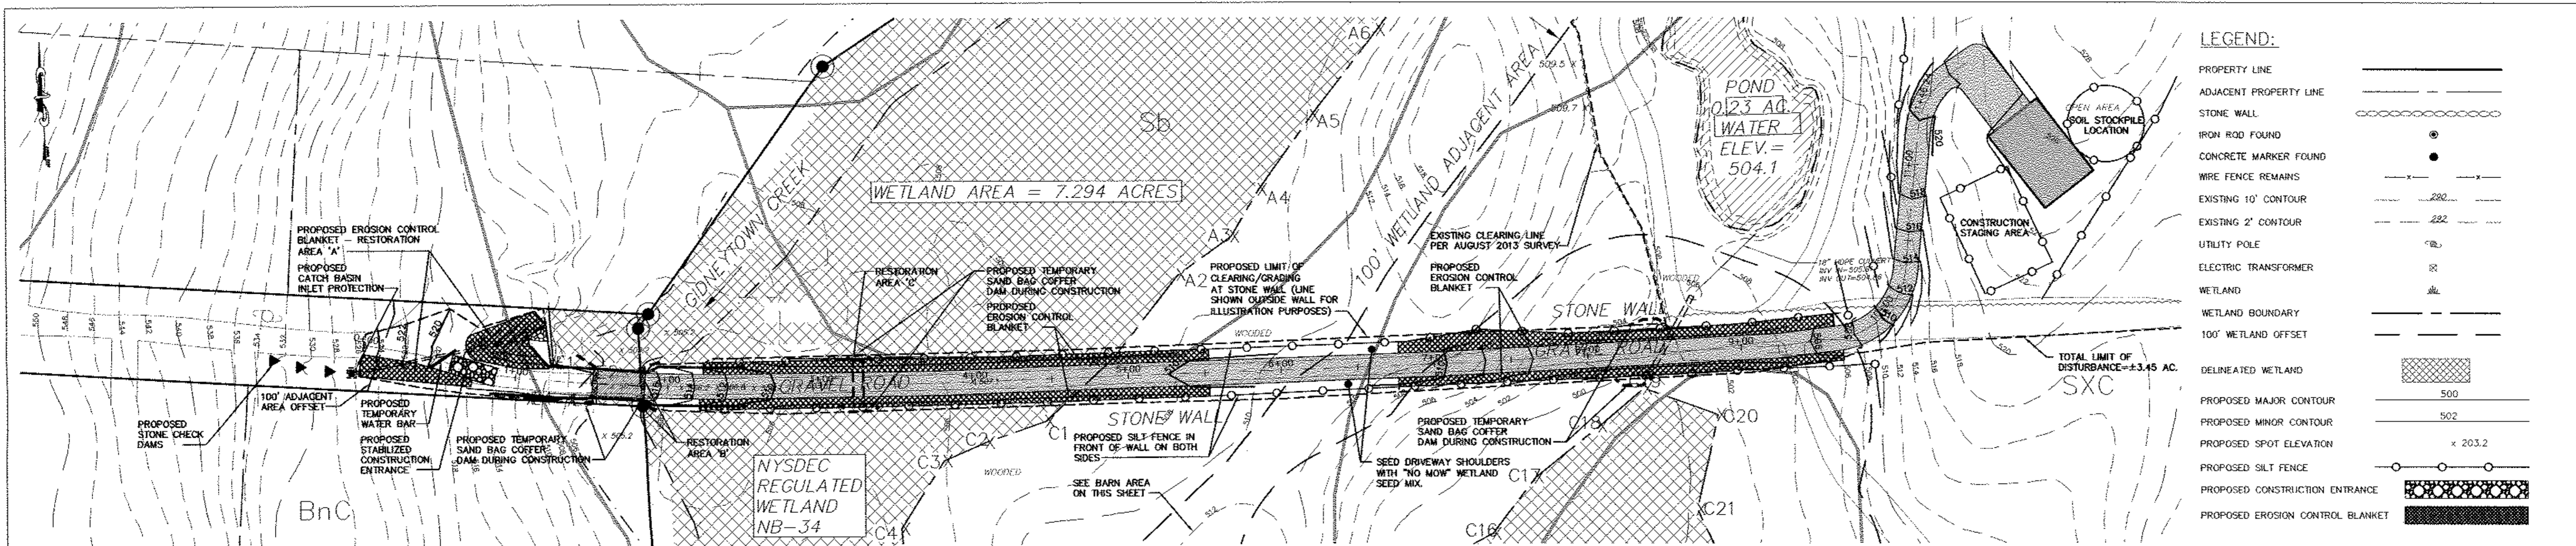 LEGEND:
PROPERTY LINE
ADJACENT PROPERTY LINE
STONE WALL
IRON ROD FOUND
CONCRETE MARKER FOUND
WIRE FENCE REMAINS
EXISTING 10' CONTOUR
290
EXISTING 2' CONTOUR
292
UTILITY POLE
ELECTRIC TRANSFORMER
WETLAND
WETLAND BOUNDARY
100' WETLAND OFFSET
DELINEATED WETLAND
PROPOSED MAJOR CONTOUR
500
PROPOSED MINOR CONTOUR
502
PROPOSED SPOT ELEVATION
x 203.2
PROPOSED SILT FENCE
PROPOSED CONSTRUCTION ENTRANCE
PROPOSED EROSION CONTROL BLANKET
PROPOSED EROSION CONTROL
BLANKET - RESTORATION
AREA 'A'
PROPOSED
CATCH BASIN
INLET PROTECTION
100' ADJACENT
AREA OFFSET
PROPOSED
STONE CHECK
DAMS
PROPOSED
TEMPORARY
WATER BAR
PROPOSED
STABILIZED
CONSTRUCTION
ENTRANCE
PROPOSED TEMPORARY
SAND BAG COFFER
DAM DURING CONSTRUCTION
BnC
GIDNEYTOWN CREEK
WETLAND AREA = 7.294 ACRES
Sb
RESTORATION
AREA 'C'
PROPOSED TEMPORARY
SAND BAG COFFER
DAM DURING CONSTRUCTION
PROPOSED
EROSION CONTROL
BLANKET
GRAVEL ROAD
RESTORATION
AREA 'B'
NYSDEC
REGULATED
WETLAND
NB-34
WOODED
STONE WALL
PROPOSED SILT FENCE IN
FRONT OF WALL ON BOTH
SIDES
SEE BARN AREA
ON THIS SHEET
A6
A5
A4
A3
A2
C1
C2
C3
C4
PROPOSED LIMIT OF
CLEARING/GRADING
AT STONE WALL (LINE
SHOWN OUTSIDE WALL FOR
ILLUSTRATION PURPOSES)
WOODED
100' WETLAND ADJACENT AREA
509.5 x
509.7 x
EXISTING CLEARING LINE
PER AUGUST 2013 SURVEY
PROPOSED
EROSION CONTROL
BLANKET
STONE WALL
WOODED
GRAVEL ROAD
SEED DRIVEWAY SHOULDERS
WITH "NO MOW" WETLAND
SEED MIX.
PROPOSED TEMPORARY
SAND BAG COFFER
DAM DURING CONSTRUCTION
C16
C17
C18
C20
C21
POND
0.23 AC.
WATER
ELEV.=
504.1
OPEN AREA
SOIL STOCKPILE
LOCATION
CONSTRUCTION
STAGING AREA
TOTAL LIMIT OF
DISTURBANCE=±3.45 AC.
SXC